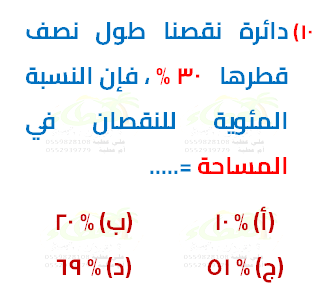 ١٠) دائرة نقصنا طول نصف
قطرها ٣٠ % ، فإن النسبة
المئوية للنقصان في
المساحة =.....
(أ) % ١٠
(ب) % ٢٠
(ج) % ٥١
(د) % ٦٩